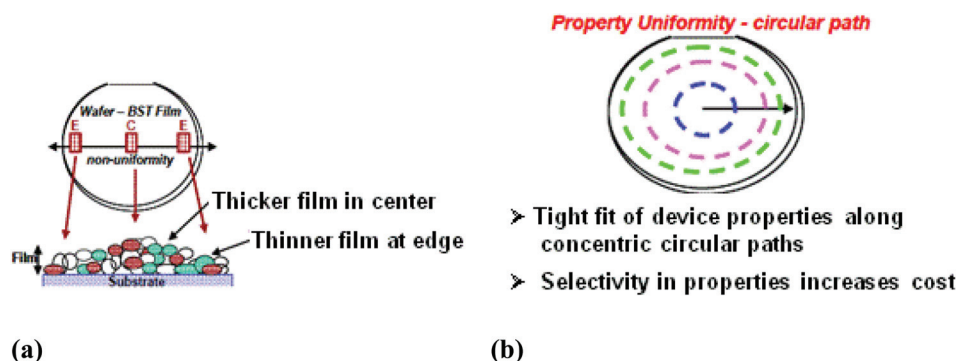 Property Uniformity - circular path
Wafer – BST Film
E C E
non-uniformity
Thicker film in center
Thinner film at edge
Film
Substrate
➤ Tight fit of device properties along
concentric circular paths
➤ Selectivity in properties increases cost
(a)
(b)